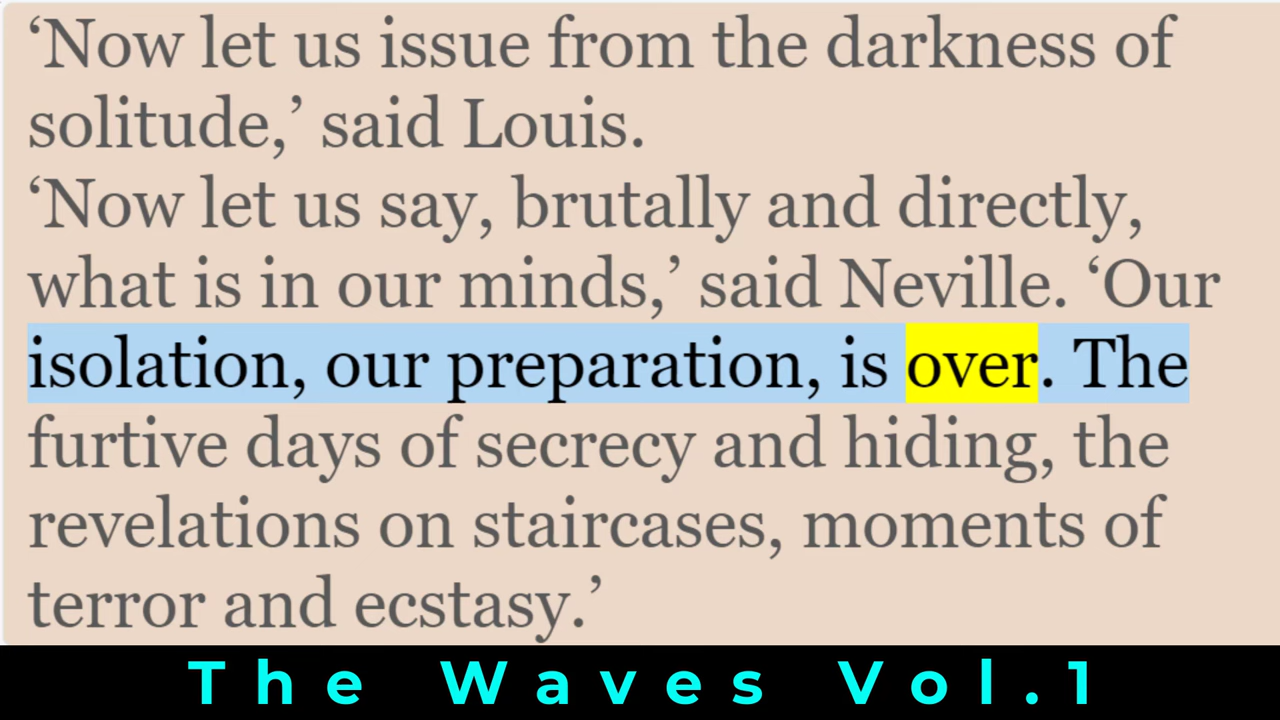 ‘Now let us issue from the darkness of
solitude,’ said Louis.
‘Now let us say, brutally and directly,
what is in our minds,’ said Neville. ‘Our
isolation, our preparation, is over. The
furtive days of secrecy and hiding, the
revelations on staircases, moments of
terror and ecstasy.’
The Waves Vol.1